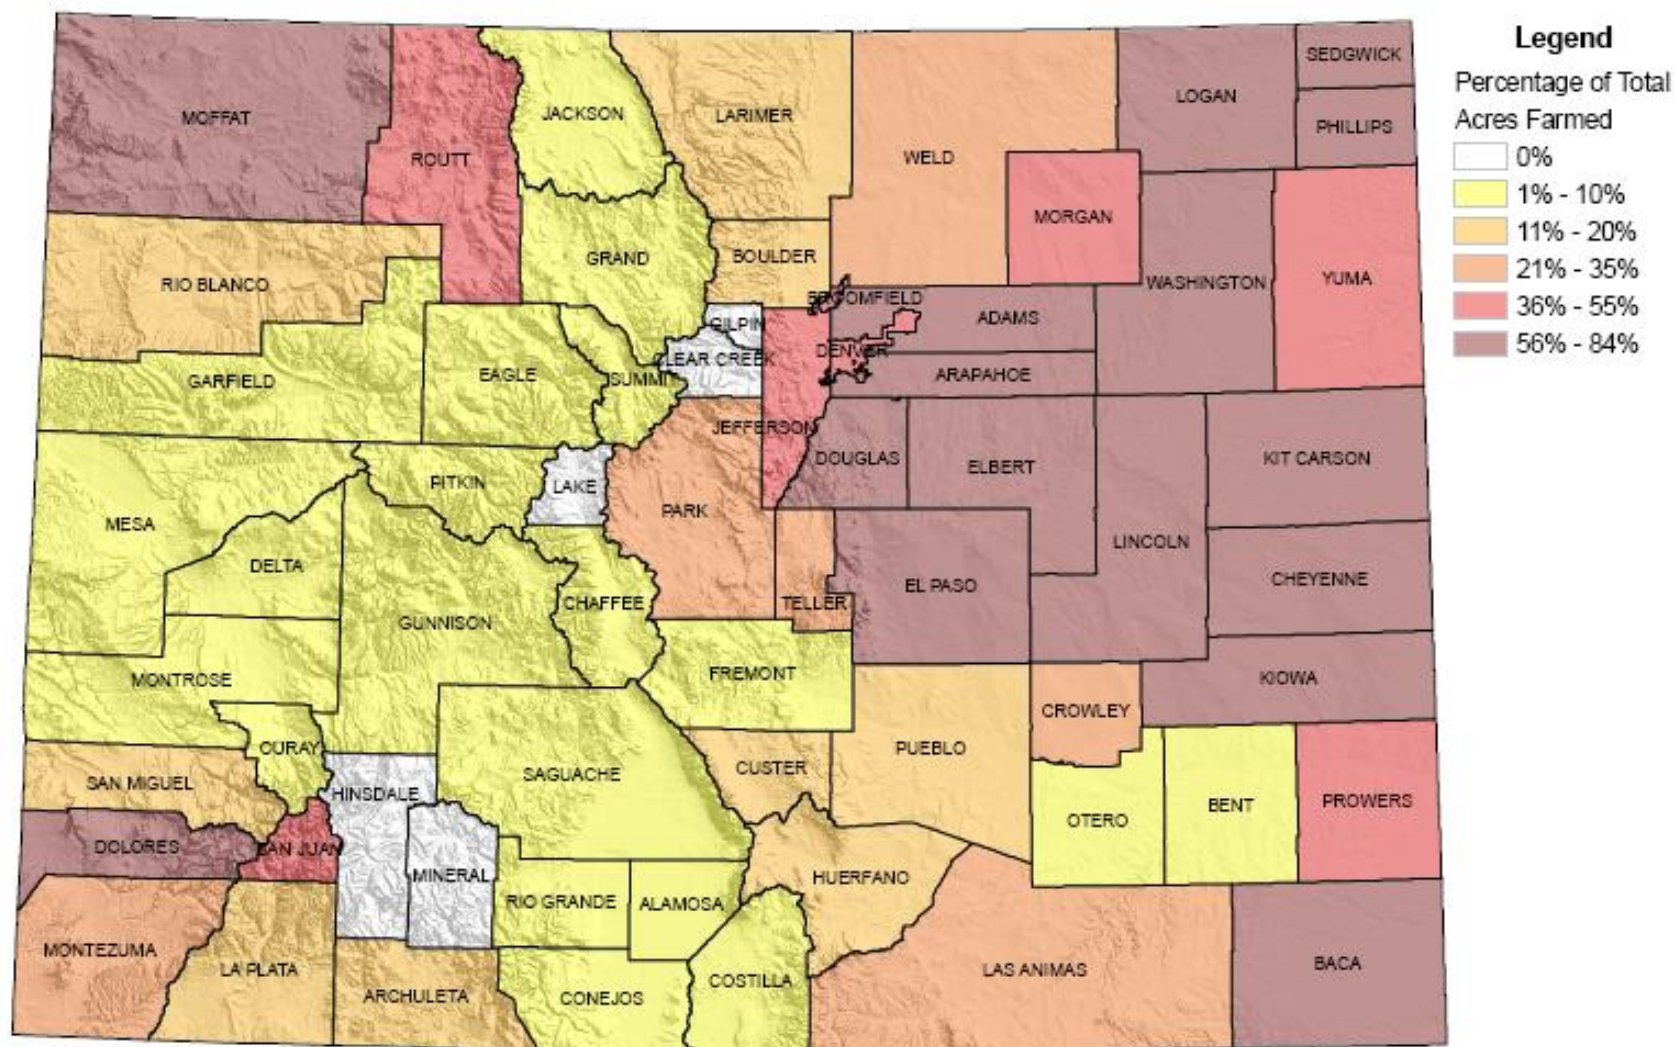 Legend
Percentage of Total
Acres Farmed
0%
1% - 10%
11% - 20%
21% - 35%
36% - 55%
56% - 84%
SEDGWICK
LOGAN
MOFFAT
JACKSON
LARIMER
PHILLIPS
ROUTT
WELD
MORGAN
GRAND
BOULDER
RIO BLANCO
WASHINGTON
YUMA
BROOMFIELD
ADAMS
GILPIN
DENVER
CLEAR CREEK
EAGLE
SUMMIT
ARAPAHOE
GARFIELD
JEFFERSON
DOUGLAS
ELBERT
KIT CARSON
PITKIN
LAKE
PARK
MESA
LINCOLN
DELTA
CHEYENNE
EL PASO
CHAFFEE
TELLER
GUNNISON
FREMONT
MONTROSE
KIOWA
CROWLEY
OURAY
PUEBLO
CUSTER
SAGUACHE
SAN MIGUEL
HINSDALE
PROWERS
BENT
OTERO
DOLORES
SAN JUAN
MINERAL
HUERFANO
RIO GRANDE
ALAMOSA
MONTEZUMA
LA PLATA
LAS ANIMAS
BACA
COSTILLA
ARCHULETA
CONEJOS